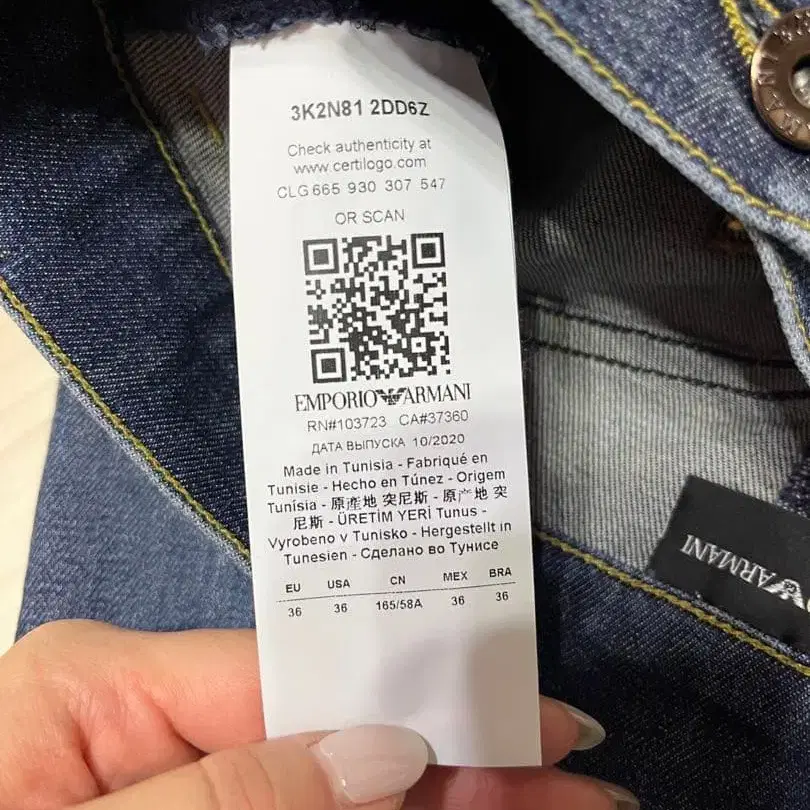 3K2N81 2DD6Z
Check authenticity at
www.certilogo.com
CLG 665 930 307 547
OR SCAN
EMPORIO ARMANI
RN#103723 CA#37360
ДАТА ВЫПУСКА 10/2020
Made in Tunisia - Fabriqué en
Tunisie - Hecho en Túnez - Origem
Tunísia - 原產地 突尼斯 - 原产地 突
尼斯 - ÜRETİM YERİ Tunus -
Vyrobeno v Tunisko - Hergestellt in
Tunesien - Сделано во Тунисе
EU USA CN MEX BRA
36 36 165/58A 36 36
ARMANI